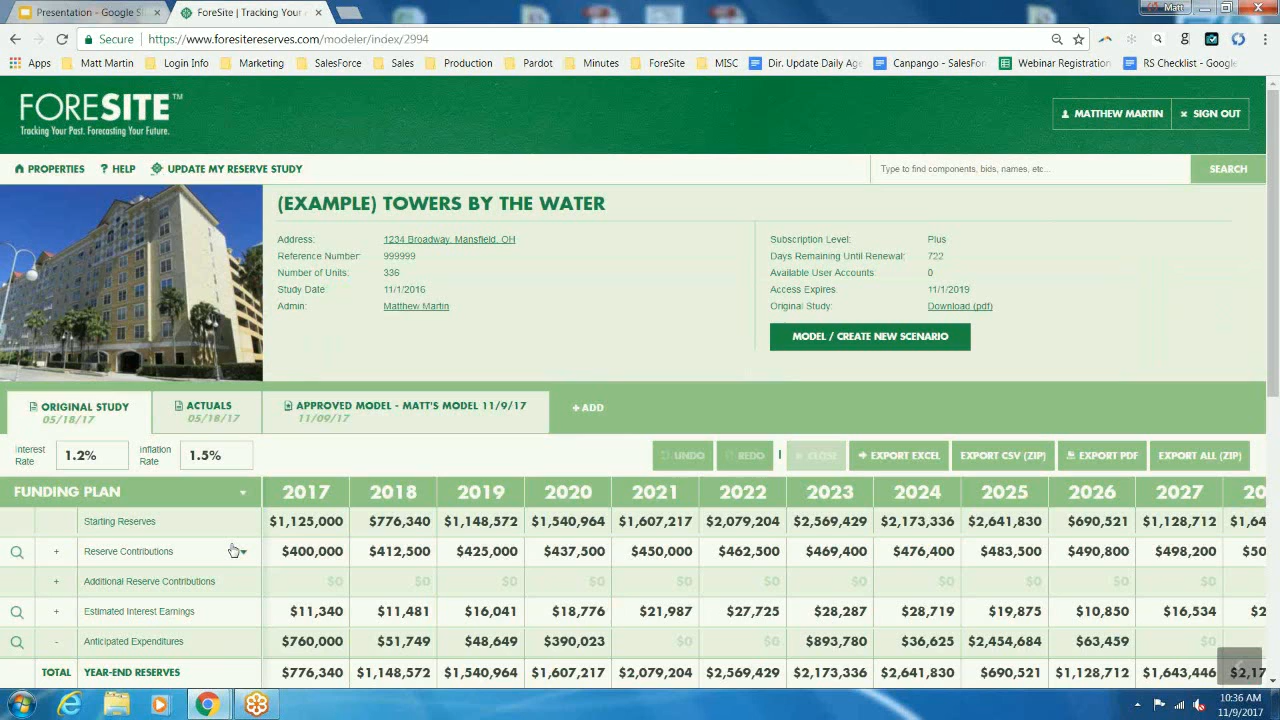 Presentation - Google S
ForeSite | Tracking Your
Matt
Secure
https://www.foresitereserves.com/modeler/index/2994
Apps
Matt Martin
Login Info
Marketing
SalesForce
Sales
Production
Pardot
Minutes
ForeSite
MISC
Dir. Update Daily Age
Canpango - SalesFor
Webinar Registration
RS Checklist - Google
FORESITE™
Tracking Your Past. Forecasting Your Future.
MATTHEW MARTIN
SIGN OUT
PROPERTIES
? HELP
UPDATE MY RESERVE STUDY
Type to find components, bids, names, etc...
SEARCH
(EXAMPLE) TOWERS BY THE WATER
Address: 1234 Broadway, Mansfield, OH
Reference Number: 999999
Number of Units: 336
Study Date 11/1/2016
Admin: Matthew Martin
Subscription Level: Plus
Days Remaining Until Renewal: 722
Available User Accounts 0
Access Expires 11/1/2019
Original Study: Download (pdf)
MODEL / CREATE NEW SCENARIO
ORIGINAL STUDY
05/18/17
ACTUALS
05/18/17
APPROVED MODEL - MATT'S MODEL 11/9/17
11/09/17
+ ADD
Interest Rate 1.2%
Inflation Rate 1.5%
UNDO
REDO
CLOSE
EXPORT EXCEL
EXPORT CSV (ZIP)
EXPORT PDF
EXPORT ALL (ZIP)
FUNDING PLAN 2017 2018 2019 2020 2021 2022 2023 2024 2025 2026 2027 20
Starting Reserves $1,125,000 $776,340 $1,148,572 $1,540,964 $1,607,217 $2,079,204 $2,569,429 $2,173,336 $2,641,830 $690,521 $1,128,712 $1,64
+ Reserve Contributions $400,000 $412,500 $425,000 $437,500 $450,000 $462,500 $469,400 $476,400 $483,500 $490,800 $498,200 $50
+ Additional Reserve Contributions $0 $0 $0 $0 $0 $0 $0 $0 $0 $0 $0
+ Estimated Interest Earnings $11,340 $11,481 $16,041 $18,776 $21,987 $27,725 $28,287 $28,719 $19,875 $10,850 $16,534 $2
- Anticipated Expenditures $760,000 $51,749 $48,649 $390,023 $0 $0 $893,780 $36,625 $2,454,684 $63,459 $0
TOTAL YEAR-END RESERVES $776,340 $1,148,572 $1,540,964 $1,607,217 $2,079,204 $2,569,429 $2,173,336 $2,641,830 $690,521 $1,128,712 $1,643,446 $2,17
10:36 AM
11/9/2017